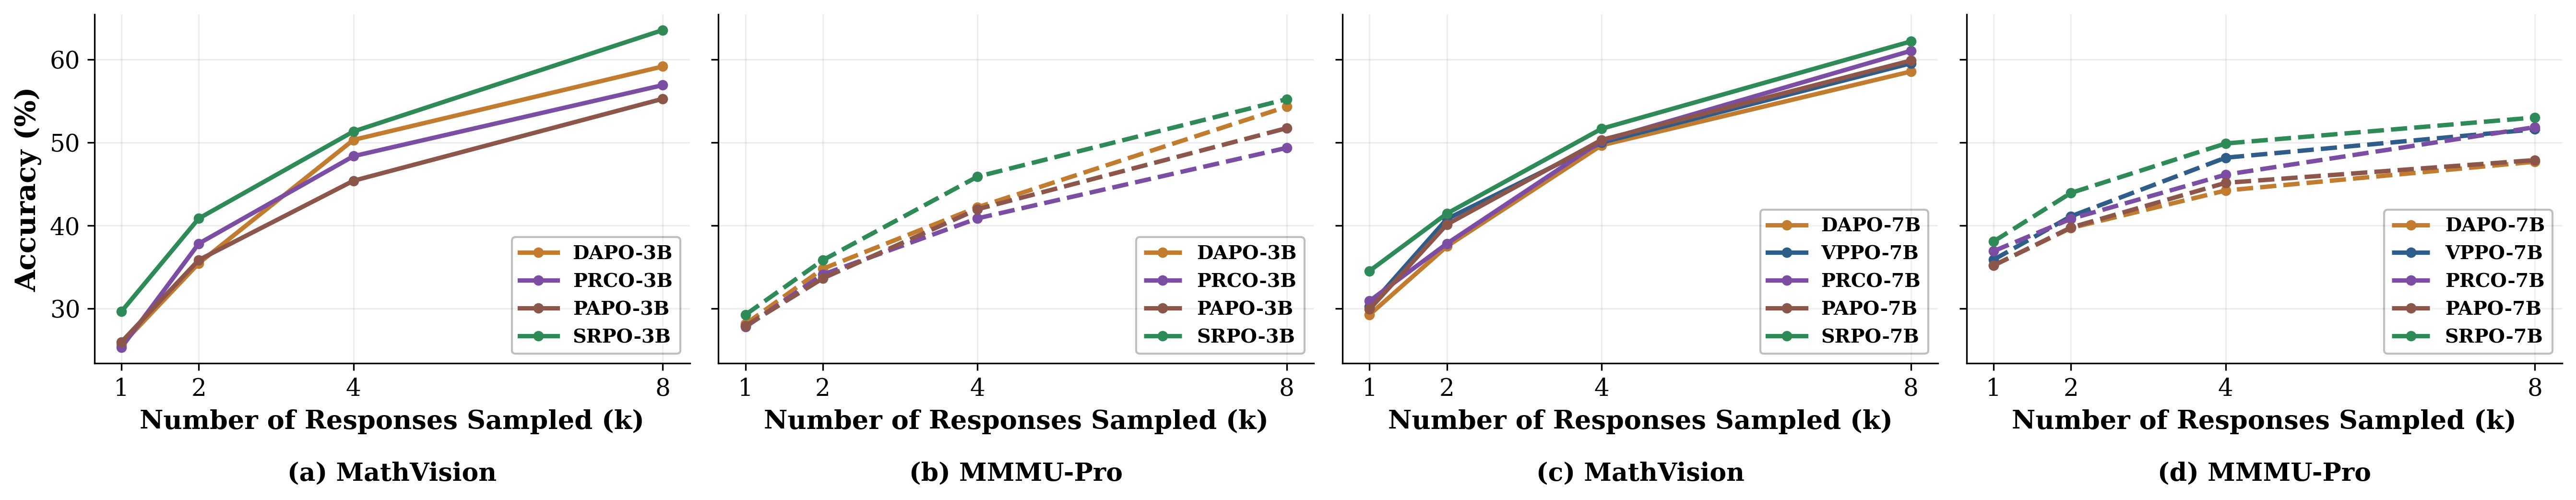 Accuracy (%)
60
50
40
30
1 2 4 8
Number of Responses Sampled (k)
DAPO-3B
PRCO-3B
PAPO-3B
SRPO-3B
(a) MathVision
1 2 4 8
Number of Responses Sampled (k)
DAPO-3B
PRCO-3B
PAPO-3B
SRPO-3B
(b) MMMU-Pro
1 2 4 8
Number of Responses Sampled (k)
DAPO-7B
VPPO-7B
PRCO-7B
PAPO-7B
SRPO-7B
(c) MathVision
1 2 4 8
Number of Responses Sampled (k)
DAPO-7B
VPPO-7B
PRCO-7B
PAPO-7B
SRPO-7B
(d) MMMU-Pro